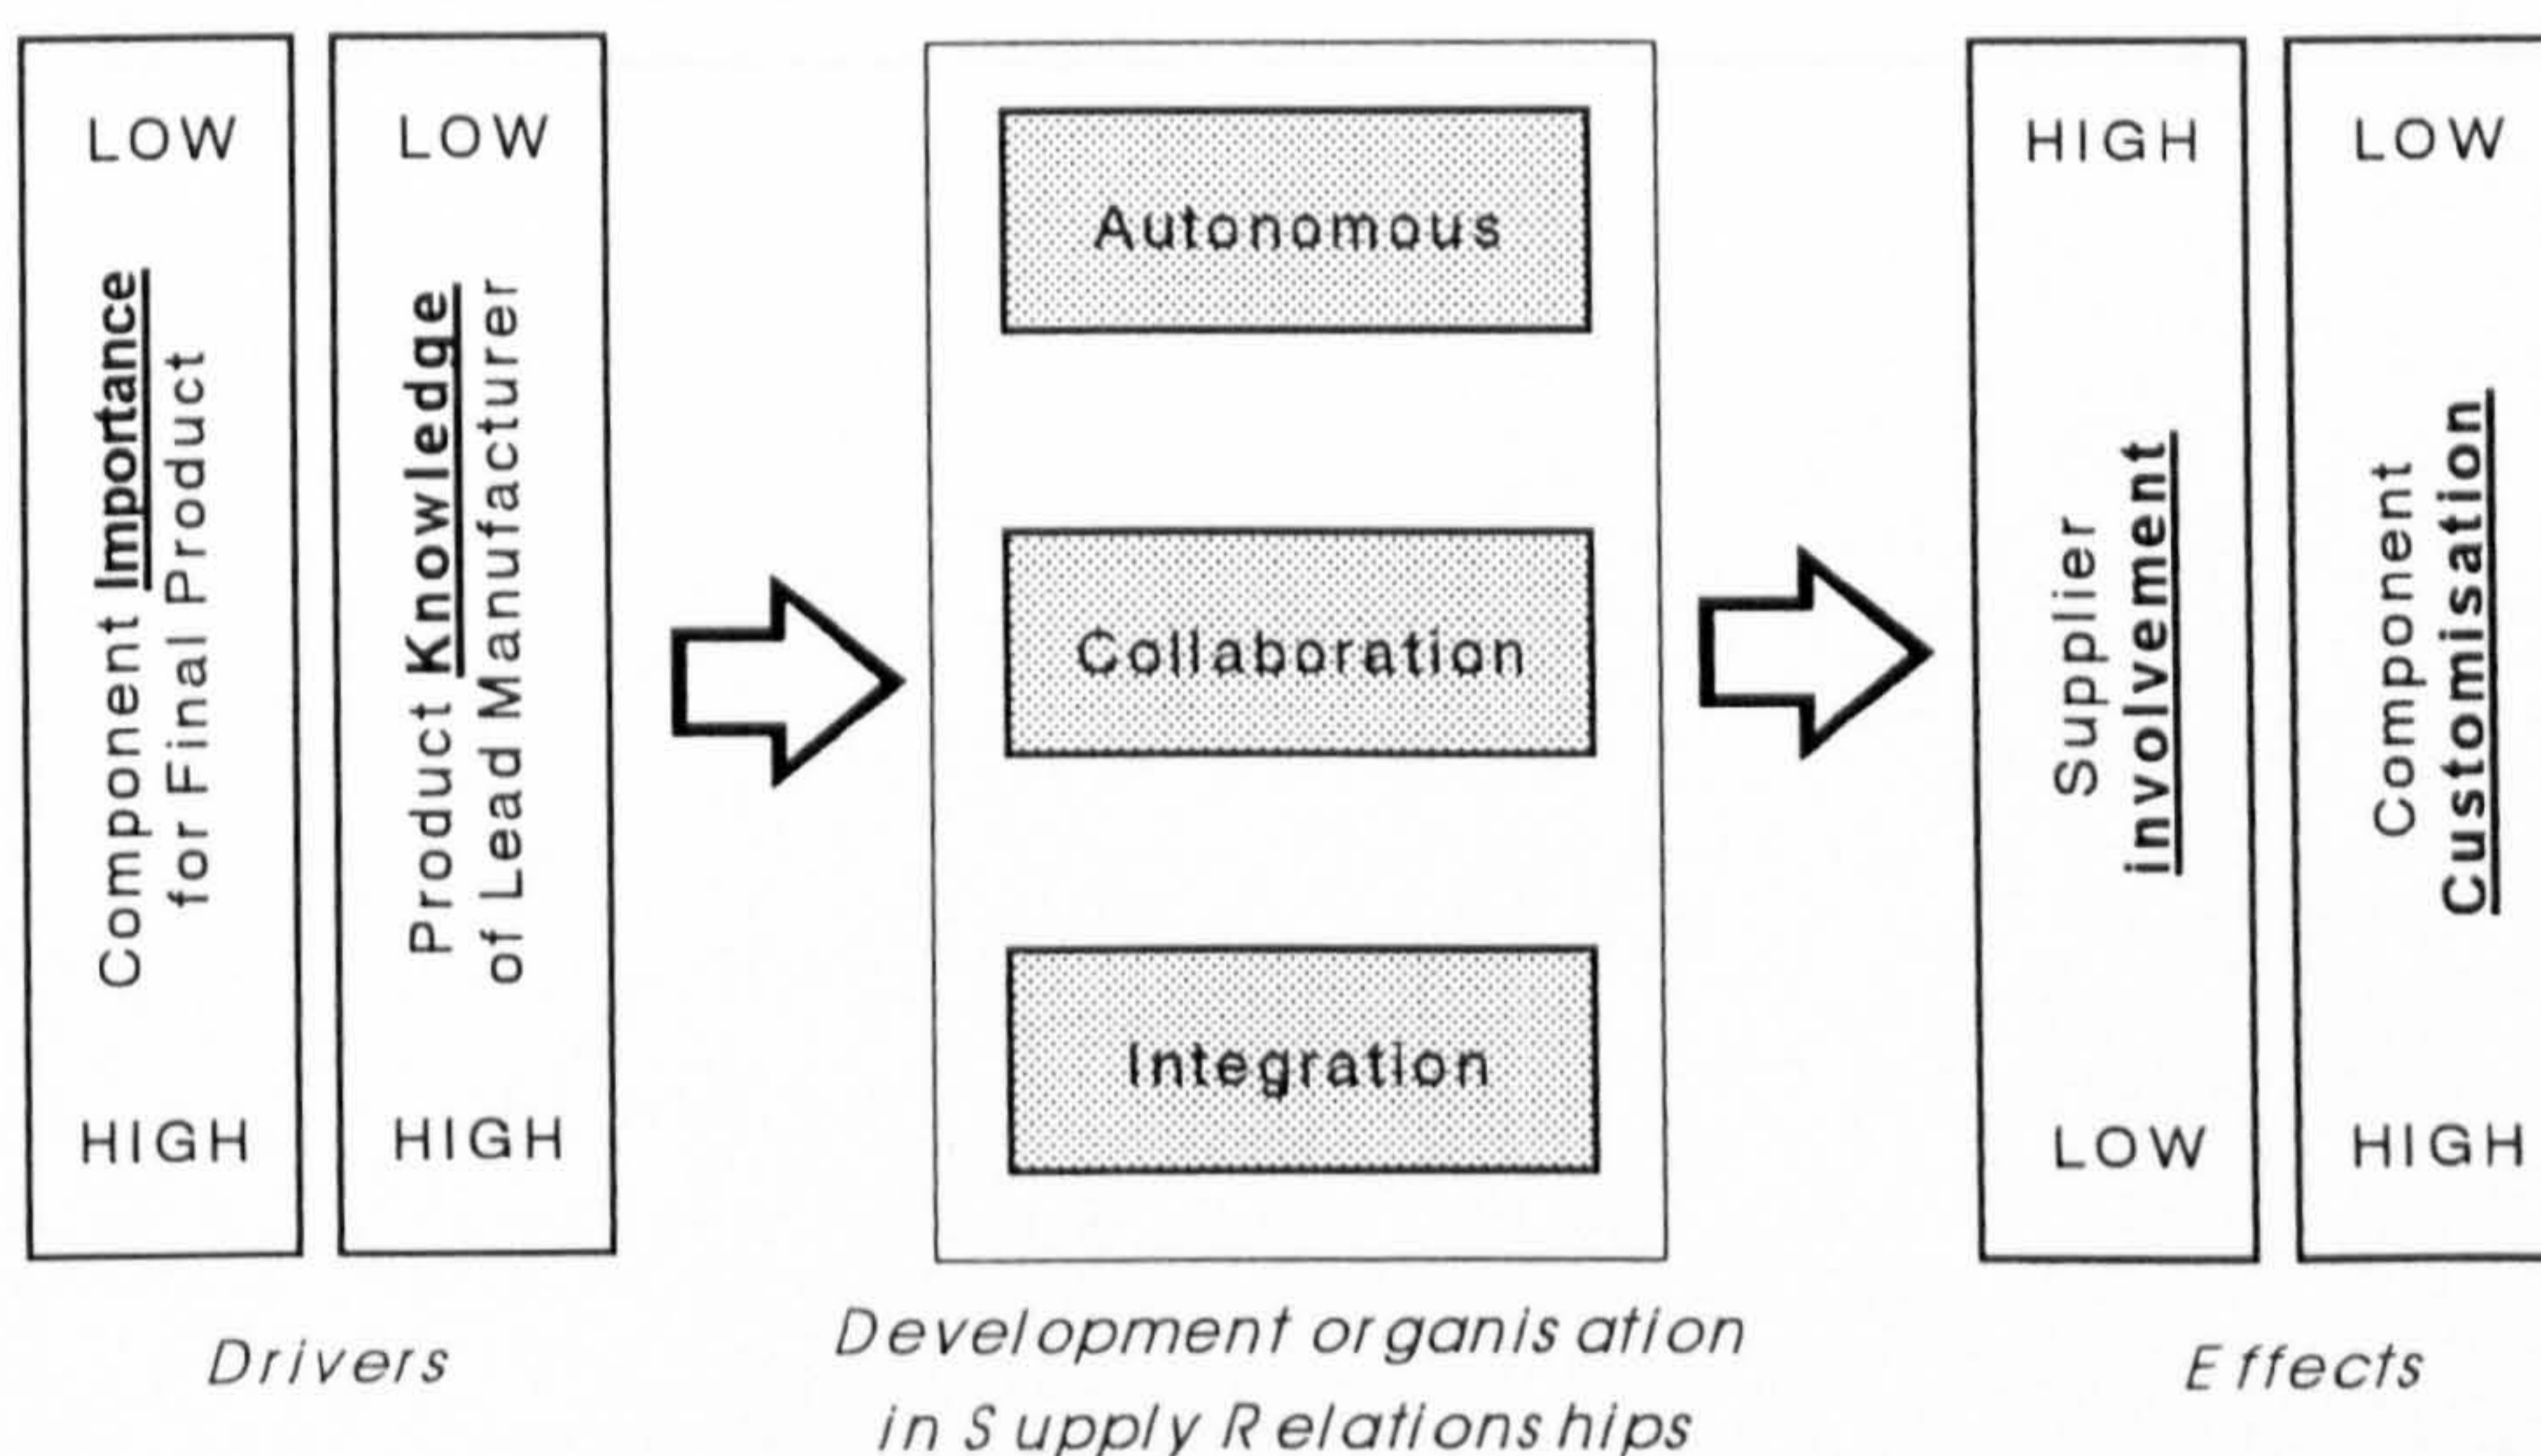 LOW
Component Importance
for Final Product
HIGH
LOW
Product Knowledge
of Lead Manufacturer
HIGH
Drivers
Autonomous
Collaboration
Integration
Development organisation
in Supply Relationships
HIGH
Supplier
involvement
LOW
LOW
Component
Customisation
HIGH
Effects